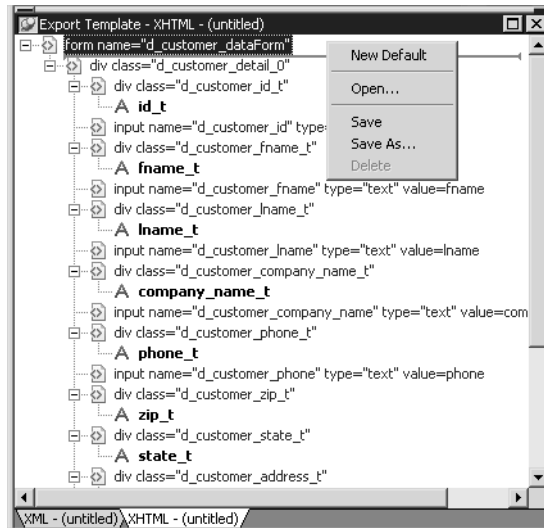 Export Template - XHTML - (untitled)
form name="d_customer_dataForm"
New Default
div class="d_customer_detail_0"
div class="d_customer_id_t"
Open...
id_t
input name="d_customer_id" type
Save
div class="d_customer_fname_t"
Save As...
fname_t
Delete
input name="d_customer_fname" type="text" value=fname
div class="d_customer_lname_t"
lname_t
input name="d_customer_lname" type="text" value=lname
div class="d_customer_company_name_t"
company_name_t
input name="d_customer_company_name" type="text" value=com
div class="d_customer_phone_t"
phone_t
input name="d_customer_phone" type="text" value=phone
div class="d_customer_zip_t"
zip_t
div class="d_customer_state_t"
state_t
div class="d_customer_address_t"
XML - (untitled) XHTML - (untitled)